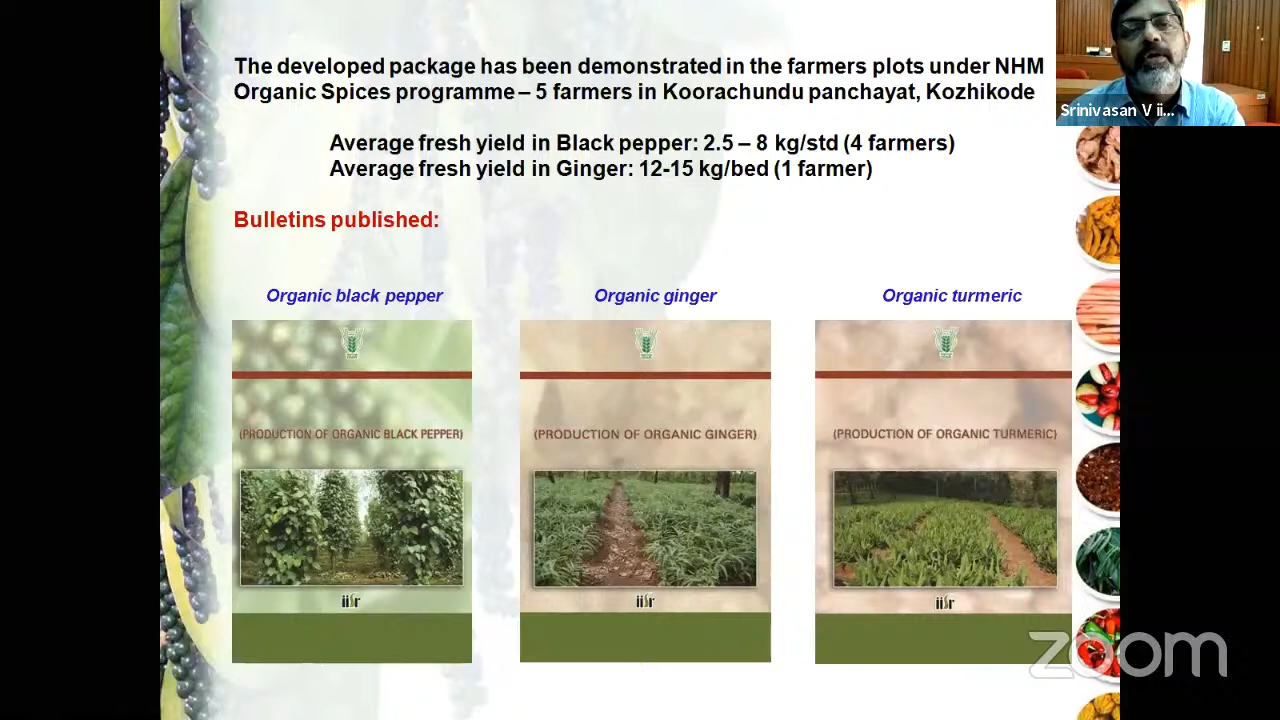 The developed package has been demonstrated in the farmers plots under NHM
Organic Spices programme – 5 farmers in Koorachundu panchayat, Kozhikode
Srinivasan V ii...
Average fresh yield in Black pepper: 2.5 – 8 kg/std (4 farmers)
Average fresh yield in Ginger: 12-15 kg/bed (1 farmer)
Bulletins published:
Organic black pepper
Organic ginger
Organic turmeric
(PRODUCTION OF ORGANIC BLACK PEPPER)
(PRODUCTION OF ORGANIC GINGER)
(PRODUCTION OF ORGANIC TURMERIC)
iisr
iisr
iisr
zoom